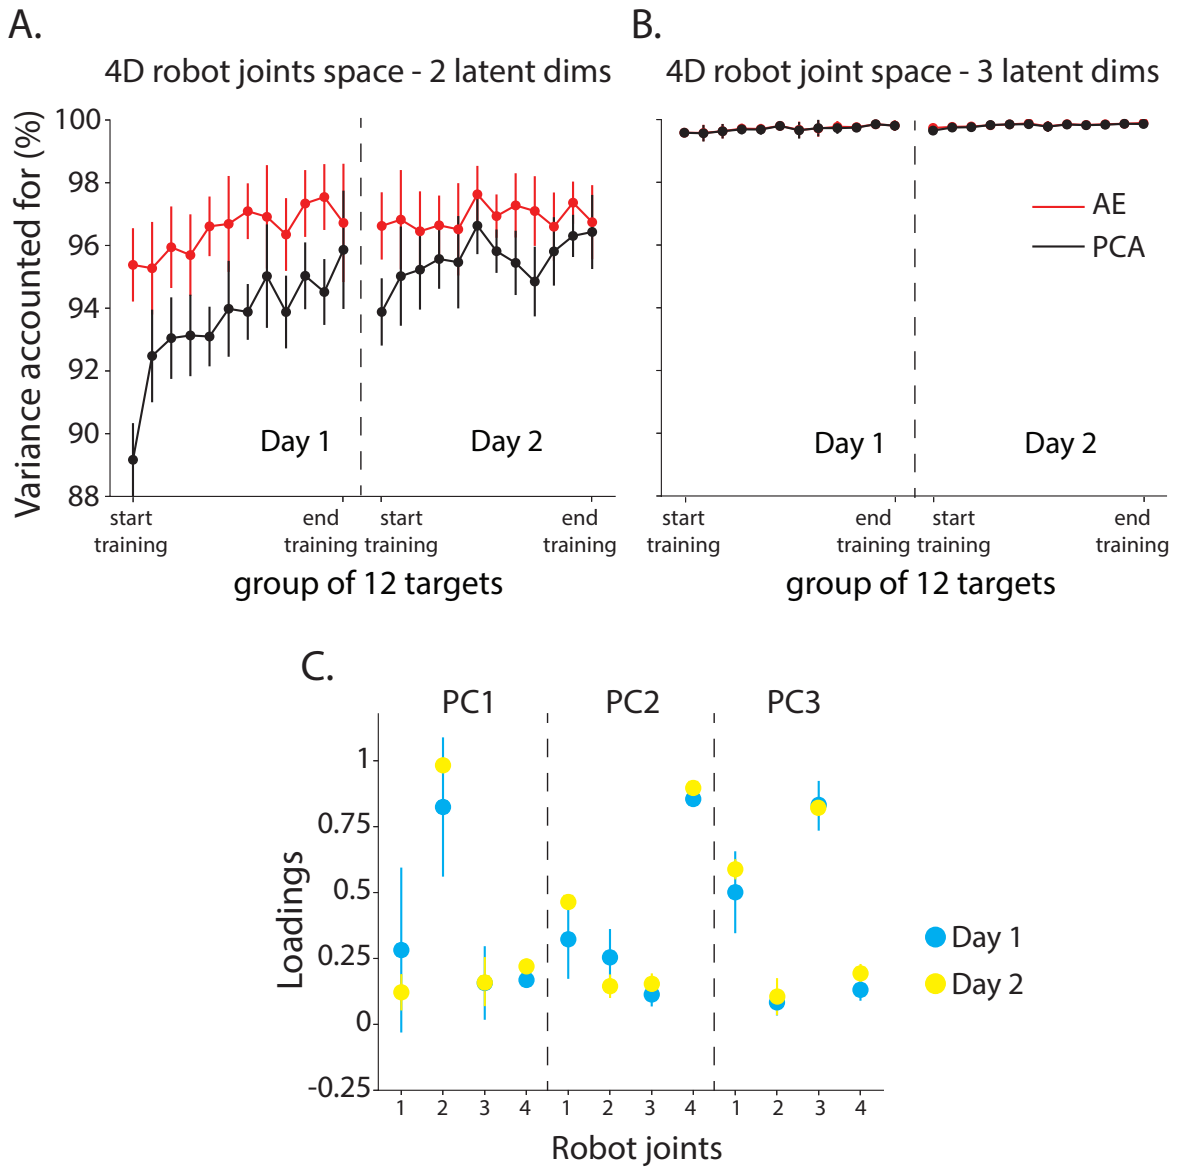 A.
4D robot joints space - 2 latent dims
Variance accounted for (%)
100
98
96
94
92
90
88
Day 1
Day 2
start training
end training
start training
end training
group of 12 targets
B.
4D robot joint space - 3 latent dims
AE
PCA
Day 1
Day 2
start training
end training
start training
end training
group of 12 targets
C.
PC1
PC2
PC3
Loadings
1
0.75
0.5
0.25
0
-0.25
1 2 3 4 1 2 3 4 1 2 3 4
Robot joints
Day 1
Day 2